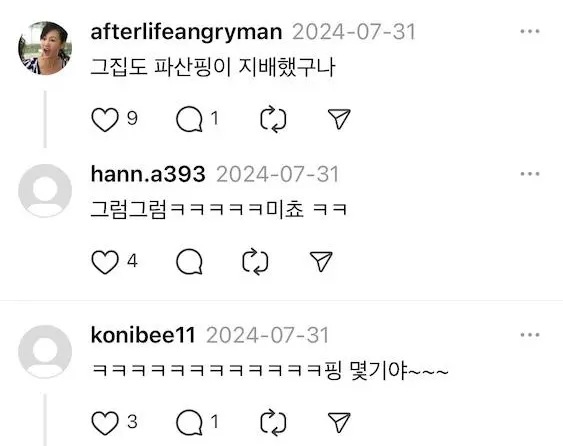 afterlifeangryman 2024-07-31
그집도 파산핑이 지배했구나
9 1
hann.a393 2024-07-31
그럼그럼ㅋㅋㅋㅋㅋ미쵸 ㅋㅋ
4
konibee11 2024-07-31
ㅋㅋㅋㅋㅋㅋㅋㅋㅋㅋㅋㅋ핑 몇기야~~~
3 1